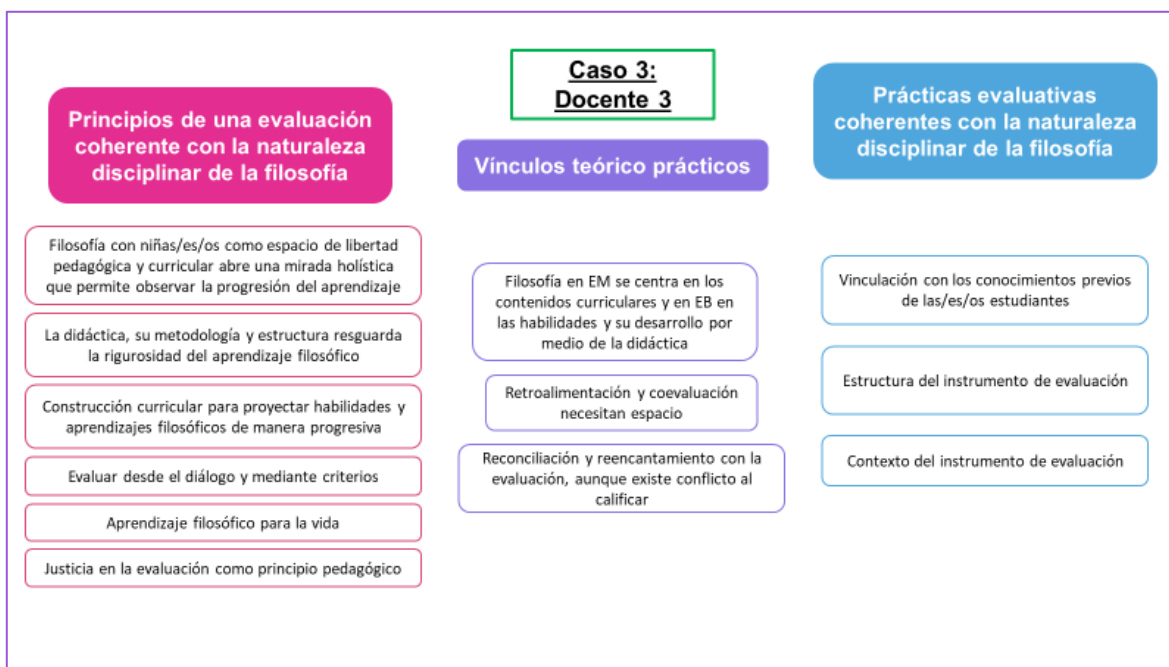 Caso 3:
Docente 3
Principios de una evaluación
coherente con la naturaleza
disciplinar de la filosofía
Filosofía con niñas/es/os como espacio de libertad
pedagógica y curricular abre una mirada holística
que permite observar la progresión del aprendizaje
La didáctica, su metodología y estructura resguarda
la rigurosidad del aprendizaje filosófico
Construcción curricular para proyectar habilidades y
aprendizajes filosóficos de manera progresiva
Evaluar desde el diálogo y mediante criterios
Aprendizaje filosófico para la vida
Justicia en la evaluación como principio pedagógico
Vínculos teórico prácticos
Filosofía en EM se centra en los
contenidos curriculares y en EB en
las habilidades y su desarrollo por
medio de la didáctica
Retroalimentación y coevaluación
necesitan espacio
Reconciliación y reencantamiento con la
evaluación, aunque existe conflicto al
calificar
Prácticas evaluativas
coherentes con la naturaleza
disciplinar de la filosofía
Vinculación con los conocimientos previos
de las/es/os estudiantes
Estructura del instrumento de evaluación
Contexto del instrumento de evaluación